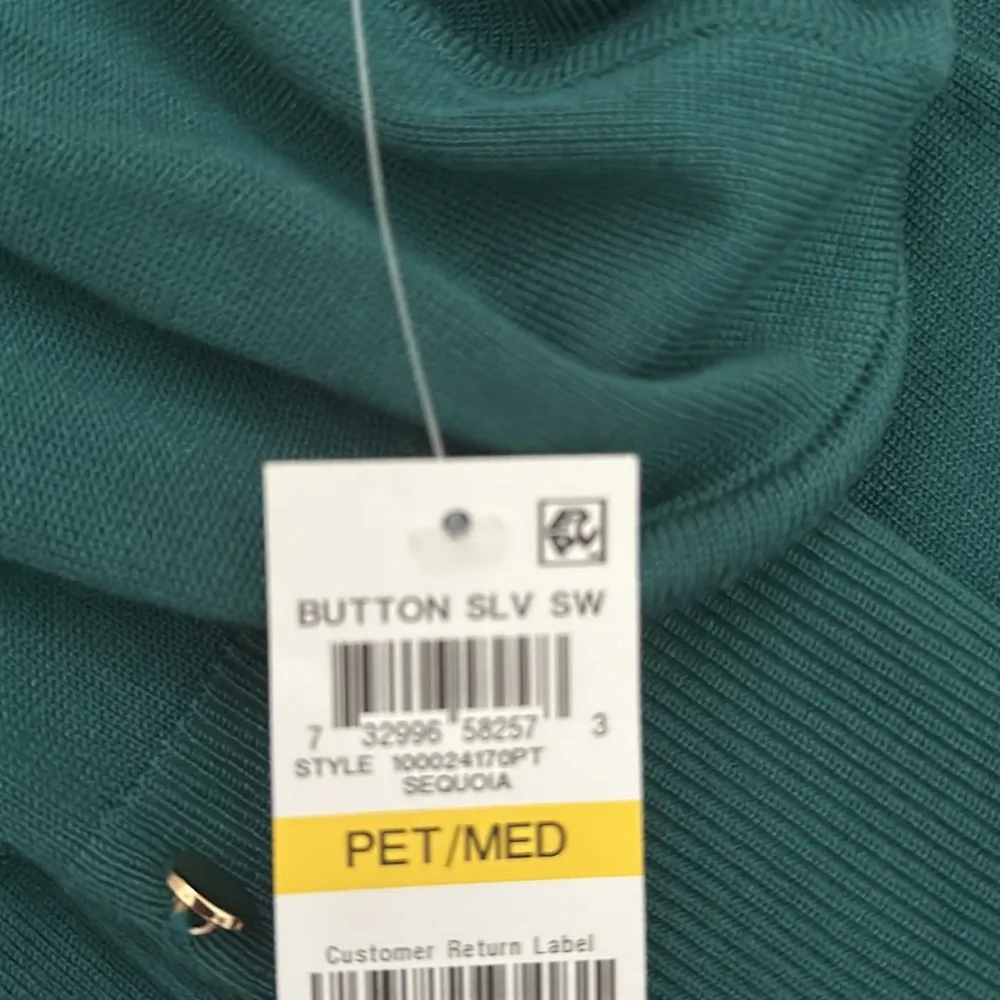 BUTTON SLV SW
7 32996 58257 3
STYLE 100024170PT
SEQUOIA
PET/MED
Customer Return Label